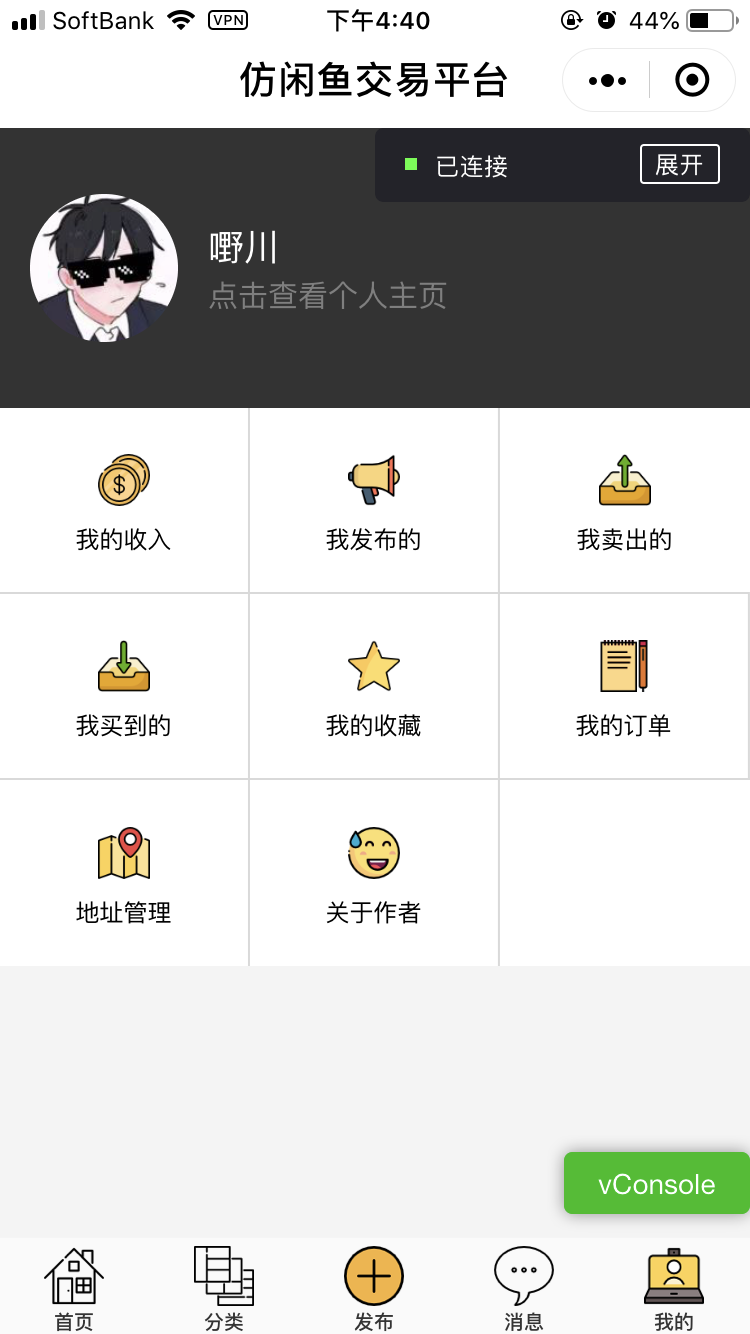 SoftBank VPN 下午4:40 44%
仿闲鱼交易平台
已连接 展开
嘢川
点击查看个人主页
$
我的收入 我发布的 我卖出的
我买到的 我的收藏 我的订单
地址管理 关于作者
vConsole
首页 分类 发布 消息 我的